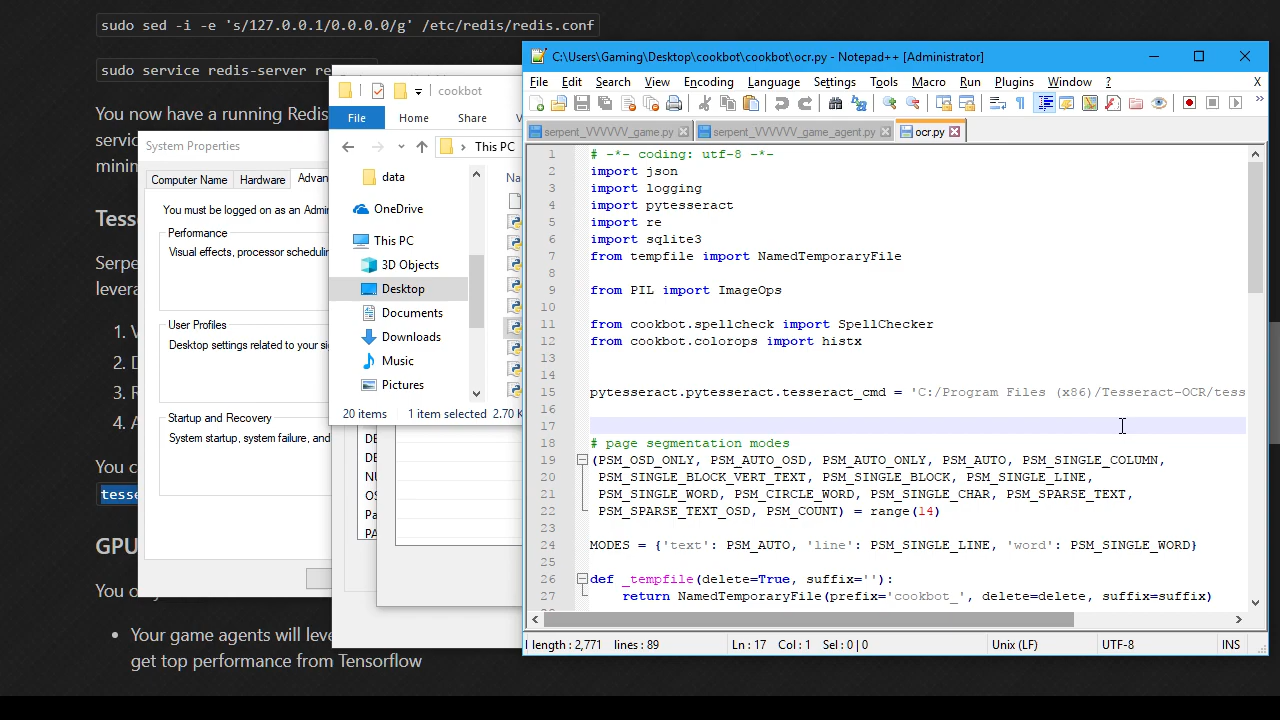 sudo sed -i -e 's/127.0.0.1/0.0.0.0/g' /etc/redis/redis.conf
sudo service redis-server re
You now have a running Redis
servic
minim
Tess
Serpe
levera
1. V
2. D
3. R
4. A
You c
tesse
GPU
You o
Your game agents will leve
get top performance from Tensorflow
System Properties
Computer Name
Hardware
Advan
You must be logged on as an Admi
Performance
Visual effects, processor schedulin
User Profiles
Desktop settings related to your si
Startup and Recovery
System startup, system failure, and
cookbot
File
Home
Share
This PC
data
OneDrive
This PC
3D Objects
Desktop
Documents
Downloads
Music
Pictures
Na
20 items
1 item selected
2.70 K
DE
DE
NU
OS
Pa
PA
C:\Users\Gaming\Desktop\cookbot\cookbot\ocr.py - Notepad++ [Administrator]
File Edit Search View Encoding Language Settings Tools Macro Run Plugins Window ? X
serpent_VVVVVV_game.py
serpent_VVVVVV_game_agent.py
ocr.py
1 # -*- coding: utf-8 -*-
2 import json
3 import logging
4 import pytesseract
5 import re
6 import sqlite3
7 from tempfile import NamedTemporaryFile
8
9 from PIL import ImageOps
10
11 from cookbot.spellcheck import SpellChecker
12 from cookbot.colorops import histx
13
14
15 pytesseract.pytesseract.tesseract_cmd = 'C:/Program Files (x86)/Tesseract-OCR/tess
16
17
18 # page segmentation modes
19 (PSM_OSD_ONLY, PSM_AUTO_OSD, PSM_AUTO_ONLY, PSM_AUTO, PSM_SINGLE_COLUMN,
20 PSM_SINGLE_BLOCK_VERT_TEXT, PSM_SINGLE_BLOCK, PSM_SINGLE_LINE,
21 PSM_SINGLE_WORD, PSM_CIRCLE_WORD, PSM_SINGLE_CHAR, PSM_SPARSE_TEXT,
22 PSM_SPARSE_TEXT_OSD, PSM_COUNT) = range(14)
23
24 MODES = {'text': PSM_AUTO, 'line': PSM_SINGLE_LINE, 'word': PSM_SINGLE_WORD}
25
26 def _tempfile(delete=True, suffix=''):
27 return NamedTemporaryFile(prefix='cookbot_', delete=delete, suffix=suffix)
length : 2,771 lines : 89
Ln : 17 Col : 1 Sel : 0 | 0
Unix (LF)
UTF-8
INS